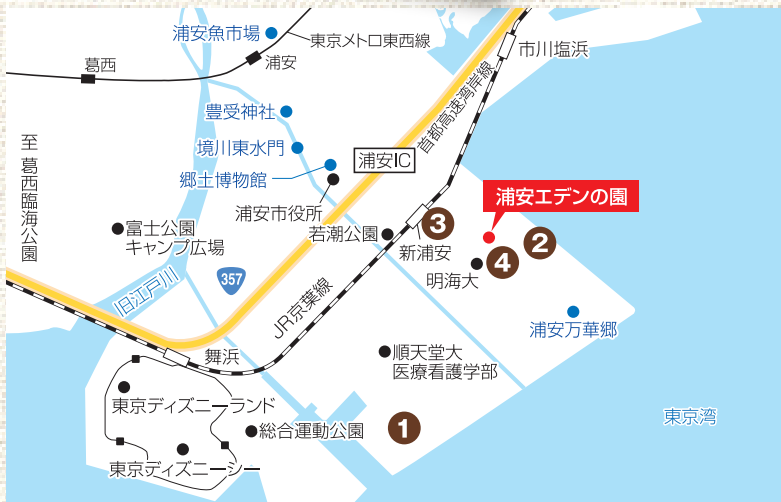 浦安魚市場
東京メトロ東西線
市川塩浜
葛西
浦安
豊受神社
首都高速湾岸線
境川東水門
浦安IC
至 葛西臨海公園
郷土博物館
浦安エデンの園
浦安市役所
富士公園
キャンプ広場
若潮公園
3
新浦安
2
4
明海大
357
旧江戸川
JR京葉線
浦安万華郷
舞浜
順天堂大
医療看護学部
東京ディズニーランド
東京湾
総合運動公園
1
東京ディズニーシー